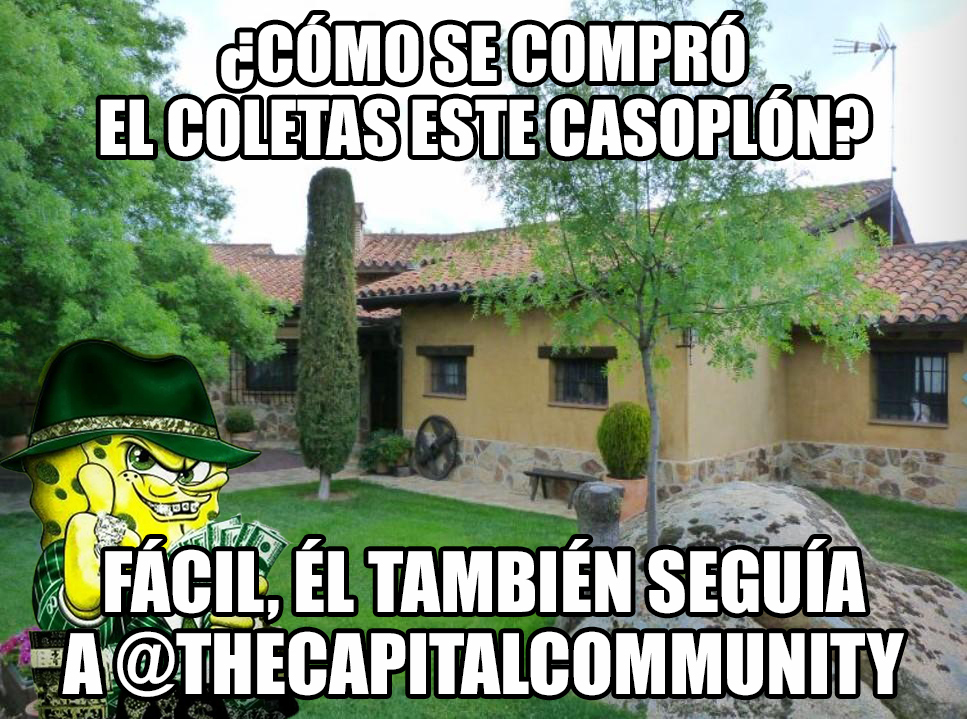 ¿CÓMO SE COMPRÓ
EL COLETAS ESTE CASOPLÓN?
FÁCIL, ÉL TAMBIÉN SEGUÍA
A @THECAPITALCOMMUNITY